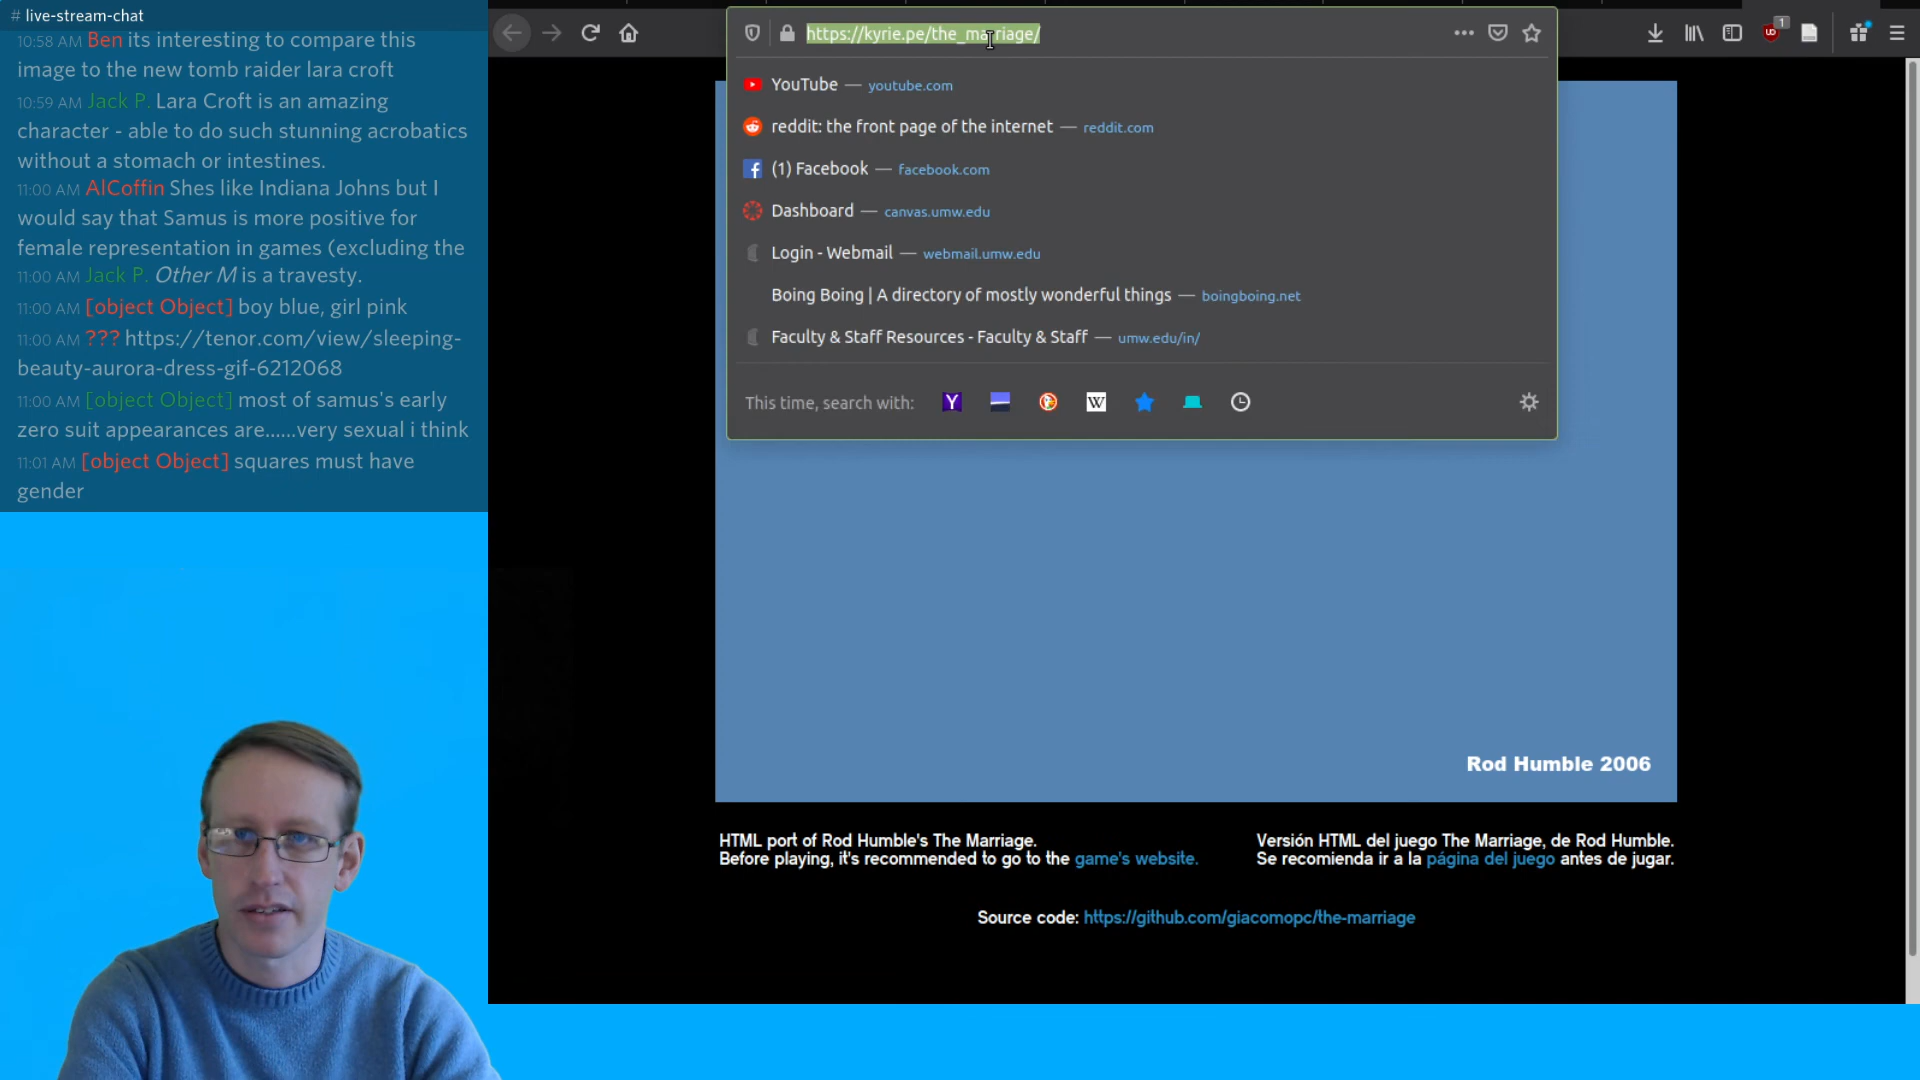 # live-stream-chat
10:58 AM Ben its interesting to compare this
image to the new tomb raider lara croft
10:59 AM Jack P. Lara Croft is an amazing
character - able to do such stunning acrobatics
without a stomach or intestines.
11:00 AM AlCoffin Shes like Indiana Johns but I
would say that Samus is more positive for
female representation in games (excluding the
11:00 AM Jack P. Other M is a travesty.
11:00 AM [object Object] boy blue, girl pink
11:00 AM ??? https://tenor.com/view/sleeping-
beauty-aurora-dress-gif-6212068
11:00 AM [object Object] most of samus's early
zero suit appearances are......very sexual i think
11:01 AM [object Object] squares must have
gender
https://kyrie.pe/the_marriage/
1
YouTube — youtube.com
reddit: the front page of the internet — reddit.com
(1) Facebook — facebook.com
Dashboard — canvas.umw.edu
Login - Webmail — webmail.umw.edu
Boing Boing | A directory of mostly wonderful things — boingboing.net
Faculty & Staff Resources - Faculty & Staff — umw.edu/in/
This time, search with:
Rod Humble 2006
HTML port of Rod Humble's The Marriage.
Before playing, it's recommended to go to the game's website.
Versión HTML del juego The Marriage, de Rod Humble.
Se recomienda ir a la página del juego antes de jugar.
Source code: https://github.com/giacomopc/the-marriage